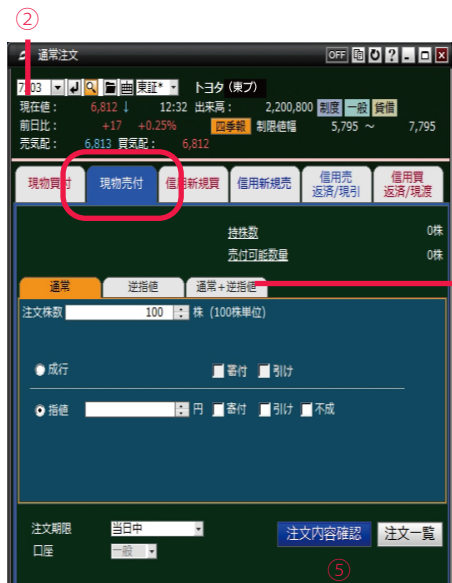 ②
通常注文 OFF
7203 東証* トヨタ (東プ)
現在値： 6,812 ↓ 12:32 出来高： 2,200,800 制度 一般 貸借
前日比： +17 +0.25% 四季報 制限値幅 5,795 ～ 7,795
売気配： 6,813 買気配： 6,812
現物買付 現物売付 信用新規買 信用新規売 信用売 返済/現引 信用買 返済/現渡
持株数 0株
売付可能数量 0株
通常 逆指値 通常+逆指値
注文株数 100 株 (100株単位)
成行 寄付 引け
指値 円 寄付 引け 不成
注文期限 当日中
注文内容確認 注文一覧
口座 一般
⑤